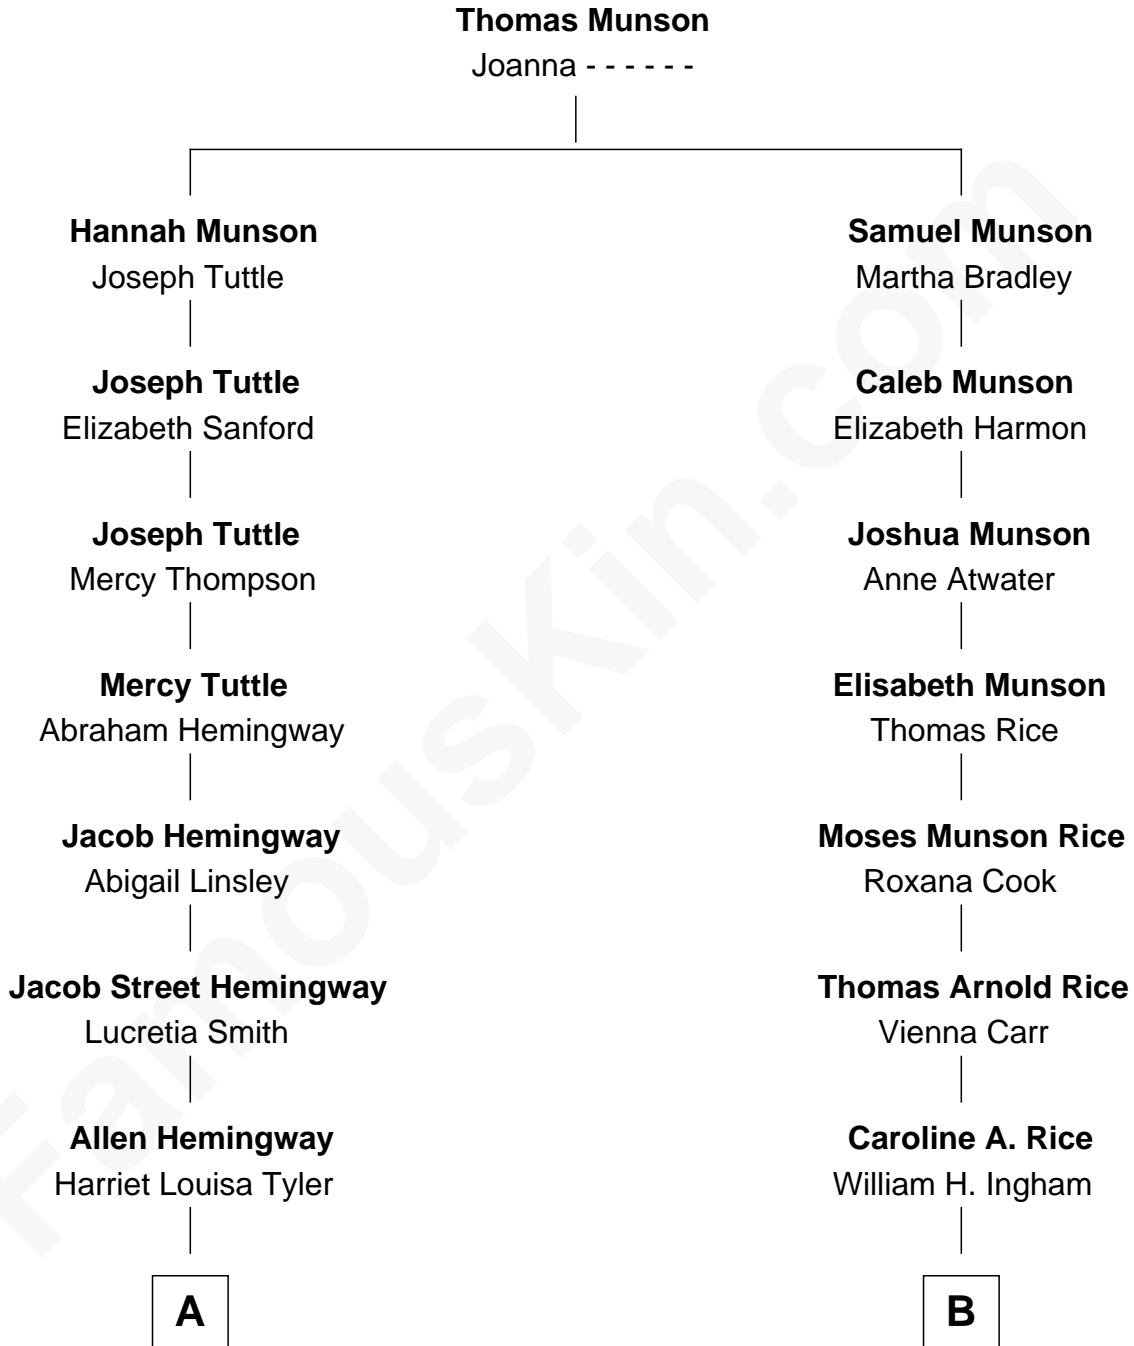 Thomas Munson
Joanna - - - - - -
Hannah Munson
Joseph Tuttle
Samuel Munson
Martha Bradley
Joseph Tuttle
Elizabeth Sanford
Caleb Munson
Elizabeth Harmon
Joseph Tuttle
Mercy Thompson
Joshua Munson
Anne Atwater
Mercy Tuttle
Abraham Hemingway
Elisabeth Munson
Thomas Rice
Jacob Hemingway
Abigail Linsley
Moses Munson Rice
Roxana Cook
Jacob Street Hemingway
Lucretia Smith
Thomas Arnold Rice
Vienna Carr
Allen Hemingway
Harriet Louisa Tyler
Caroline A. Rice
William H. Ingham
A
B
FamousKin.com